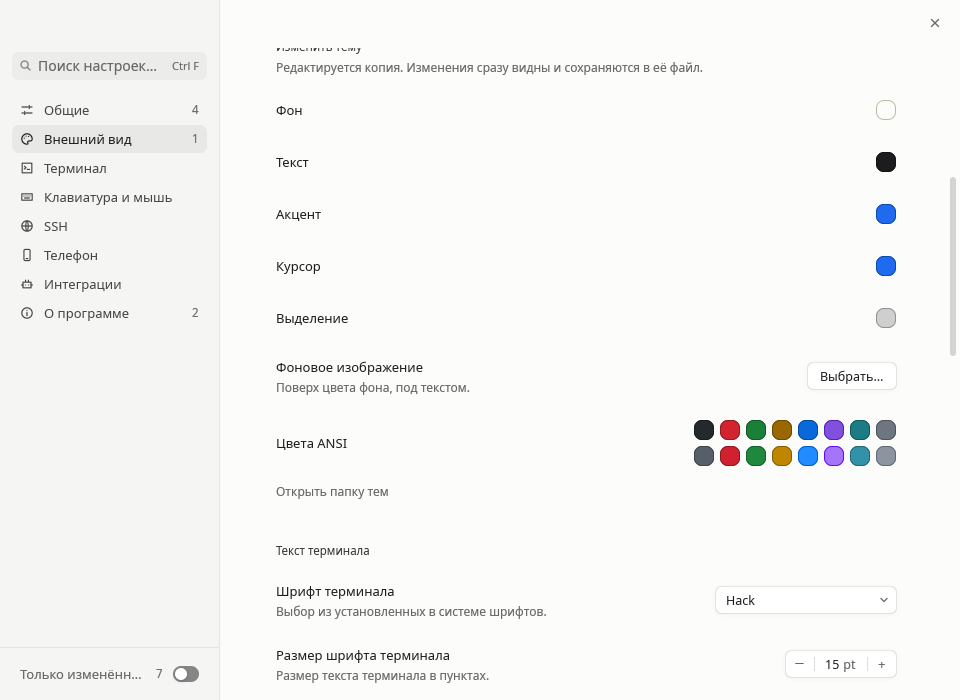 Поиск настроек... Ctrl F
Общие 4
Внешний вид 1
Терминал
Клавиатура и мышь
SSH
Телефон
Интеграции
О программе 2
Только изменённ... 7
Изменить тему
Редактируется копия. Изменения сразу видны и сохраняются в её файл.
Фон
Текст
Акцент
Курсор
Выделение
Фоновое изображение
Поверх цвета фона, под текстом.
Выбрать...
Цвета ANSI
Открыть папку тем
Текст терминала
Шрифт терминала
Выбор из установленных в системе шрифтов.
Hack
Размер шрифта терминала
Размер текста терминала в пунктах.
− 15 pt +